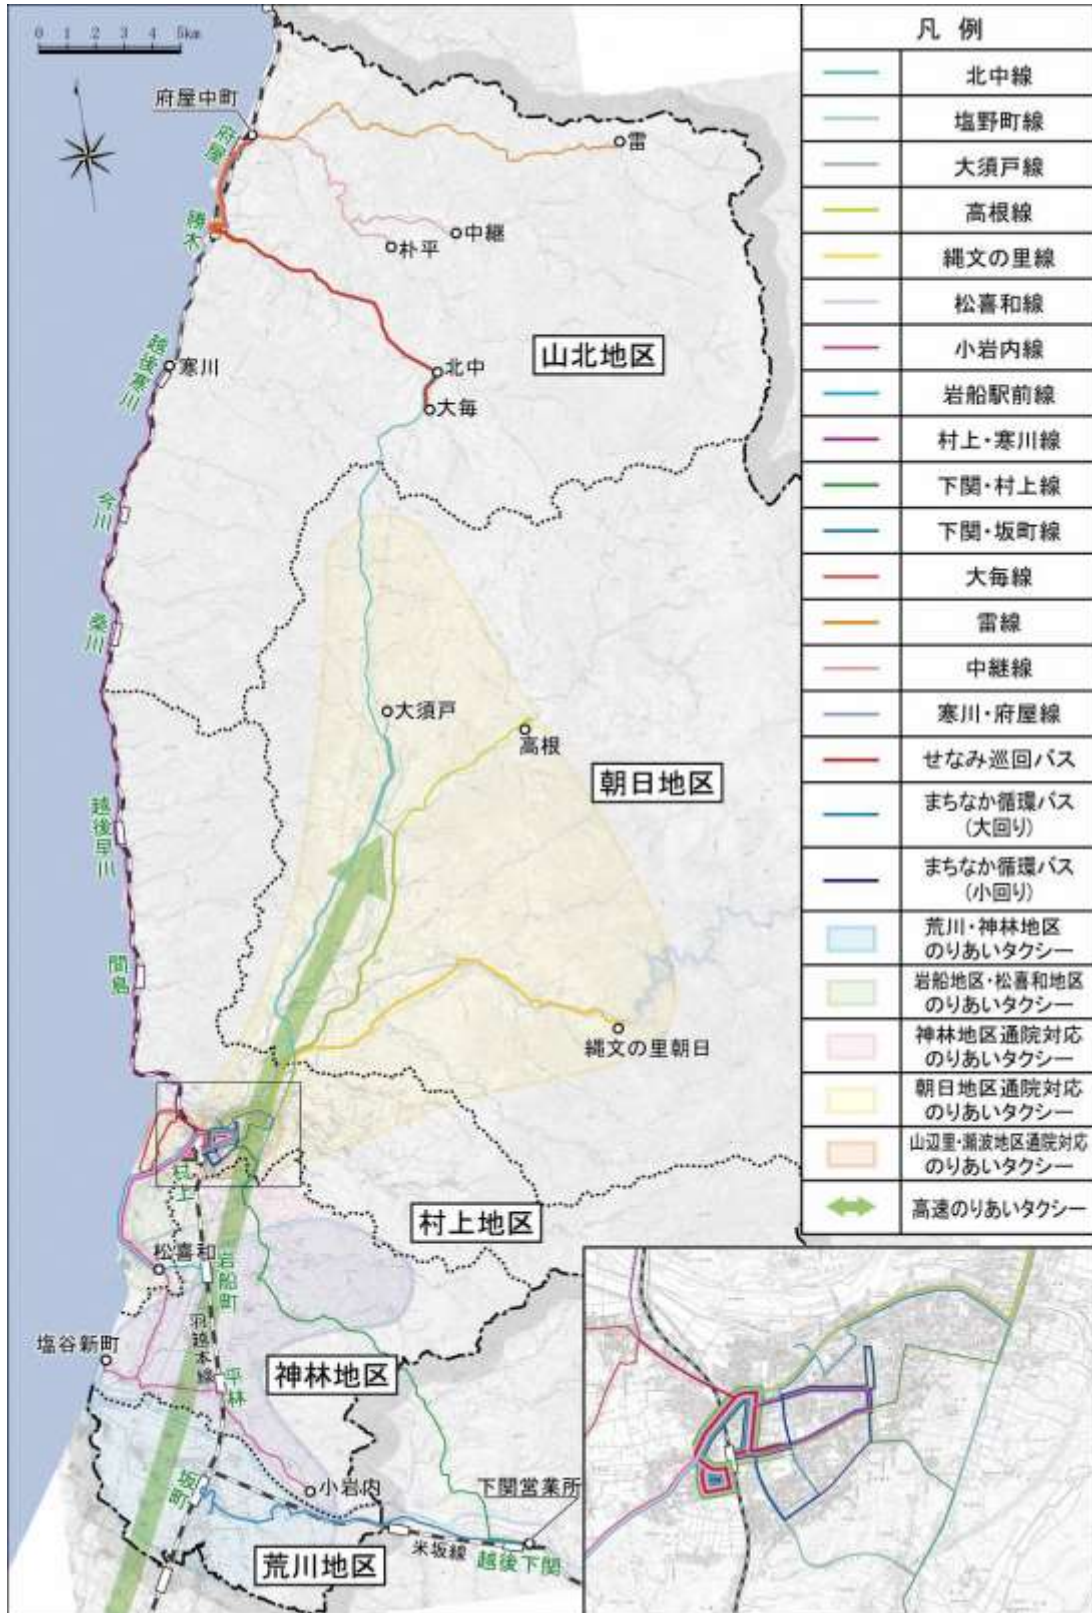 0 1 2 3 4 5km
府屋中町
府屋
雷
勝木
中継
朴平
山北地区
越後寒川
寒川
北中
大毎
今川
桑川
大須戸
高根
朝日地区
越後早川
間島
縄文の里朝日
村上
村上地区
松喜和
岩船町
羽越本線
塩谷新町
神林地区
平林
坂町
小岩内
下関営業所
米坂線
越後下関
荒川地区
凡 例
北中線
塩野町線
大須戸線
高根線
縄文の里線
松喜和線
小岩内線
岩船駅前線
村上・寒川線
下関・村上線
下関・坂町線
大毎線
雷線
中継線
寒川・府屋線
せなみ巡回バス
まちなか循環バス
(大回り)
まちなか循環バス
(小回り)
荒川・神林地区
のりあいタクシー
岩船地区・松喜和地区
のりあいタクシー
神林地区通院対応
のりあいタクシー
朝日地区通院対応
のりあいタクシー
山辺里・瀬波地区通院対応
のりあいタクシー
高速のりあいタクシー